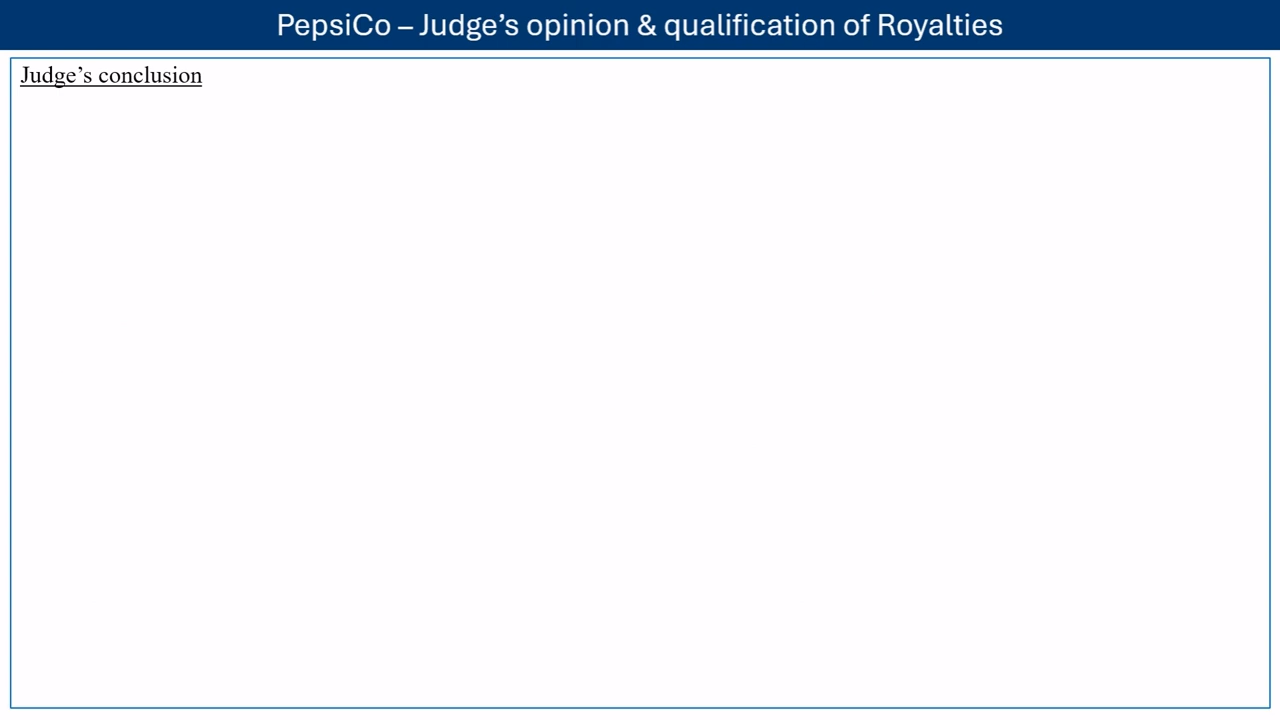 PepsiCo – Judge’s opinion & qualification of Royalties
Judge’s conclusion